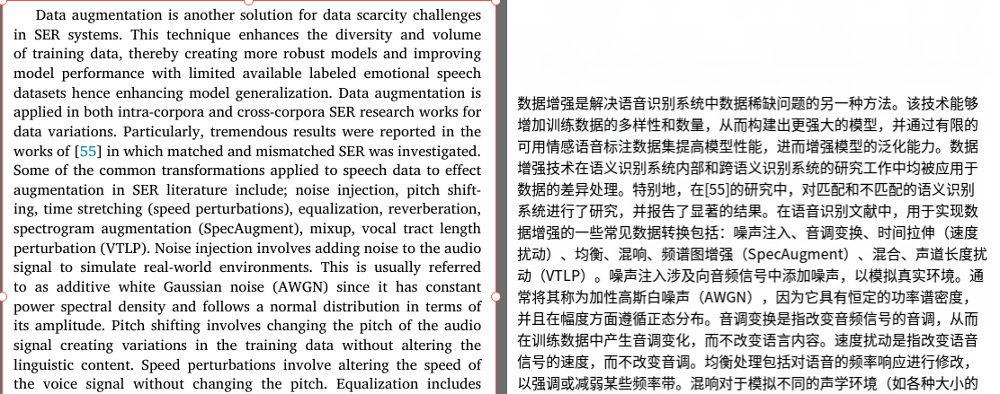 Data augmentation is another solution for data scarcity challenges
in SER systems. This technique enhances the diversity and volume
of training data, thereby creating more robust models and improving
model performance with limited available labeled emotional speech
datasets hence enhancing model generalization. Data augmentation is
applied in both intra-corpora and cross-corpora SER research works for
data variations. Particularly, tremendous results were reported in the
works of [55] in which matched and mismatched SER was investigated.
Some of the common transformations applied to speech data to effect
augmentation in SER literature include; noise injection, pitch shift-
ing, time stretching (speed perturbations), equalization, reverberation,
spectrogram augmentation (SpecAugment), mixup, vocal tract length
perturbation (VTLP). Noise injection involves adding noise to the audio
signal to simulate real-world environments. This is usually referred
to as additive white Gaussian noise (AWGN) since it has constant
power spectral density and follows a normal distribution in terms of
its amplitude. Pitch shifting involves changing the pitch of the audio
signal creating variations in the training data without altering the
linguistic content. Speed perturbations involve altering the speed of
the voice signal without changing the pitch. Equalization includes
数据增强是解决语音识别系统中数据稀缺问题的另一种方法。该技术能够
增加训练数据的多样性和数量，从而构建出更强大的模型，并通过有限的
可用情感语音标注数据集提高模型性能，进而增强模型的泛化能力。数据
增强技术在语义识别系统内部和跨语义识别系统的研究工作中均被应用于
数据的差异处理。特别地，在[55]的研究中，对匹配和不匹配的语义识别
系统进行了研究，并报告了显著的结果。在语音识别文献中，用于实现数
据增强的一些常见数据转换包括：噪声注入、音调变换、时间拉伸（速度
扰动）、均衡、混响、频谱图增强（SpecAugment）、混合、声道长度扰
动（VTLP）。噪声注入涉及向音频信号中添加噪声，以模拟真实环境。通
常将其称为加性高斯白噪声（AWGN），因为它具有恒定的功率谱密度，
并且在幅度方面遵循正态分布。音调变换是指改变音频信号的音调，从而
在训练数据中产生音调变化，而不改变语言内容。速度扰动是指改变语音
信号的速度，而不改变音调。均衡处理包括对语音的频率响应进行修改，
以强调或减弱某些频率带。混响对于模拟不同的声学环境（如各种大小的